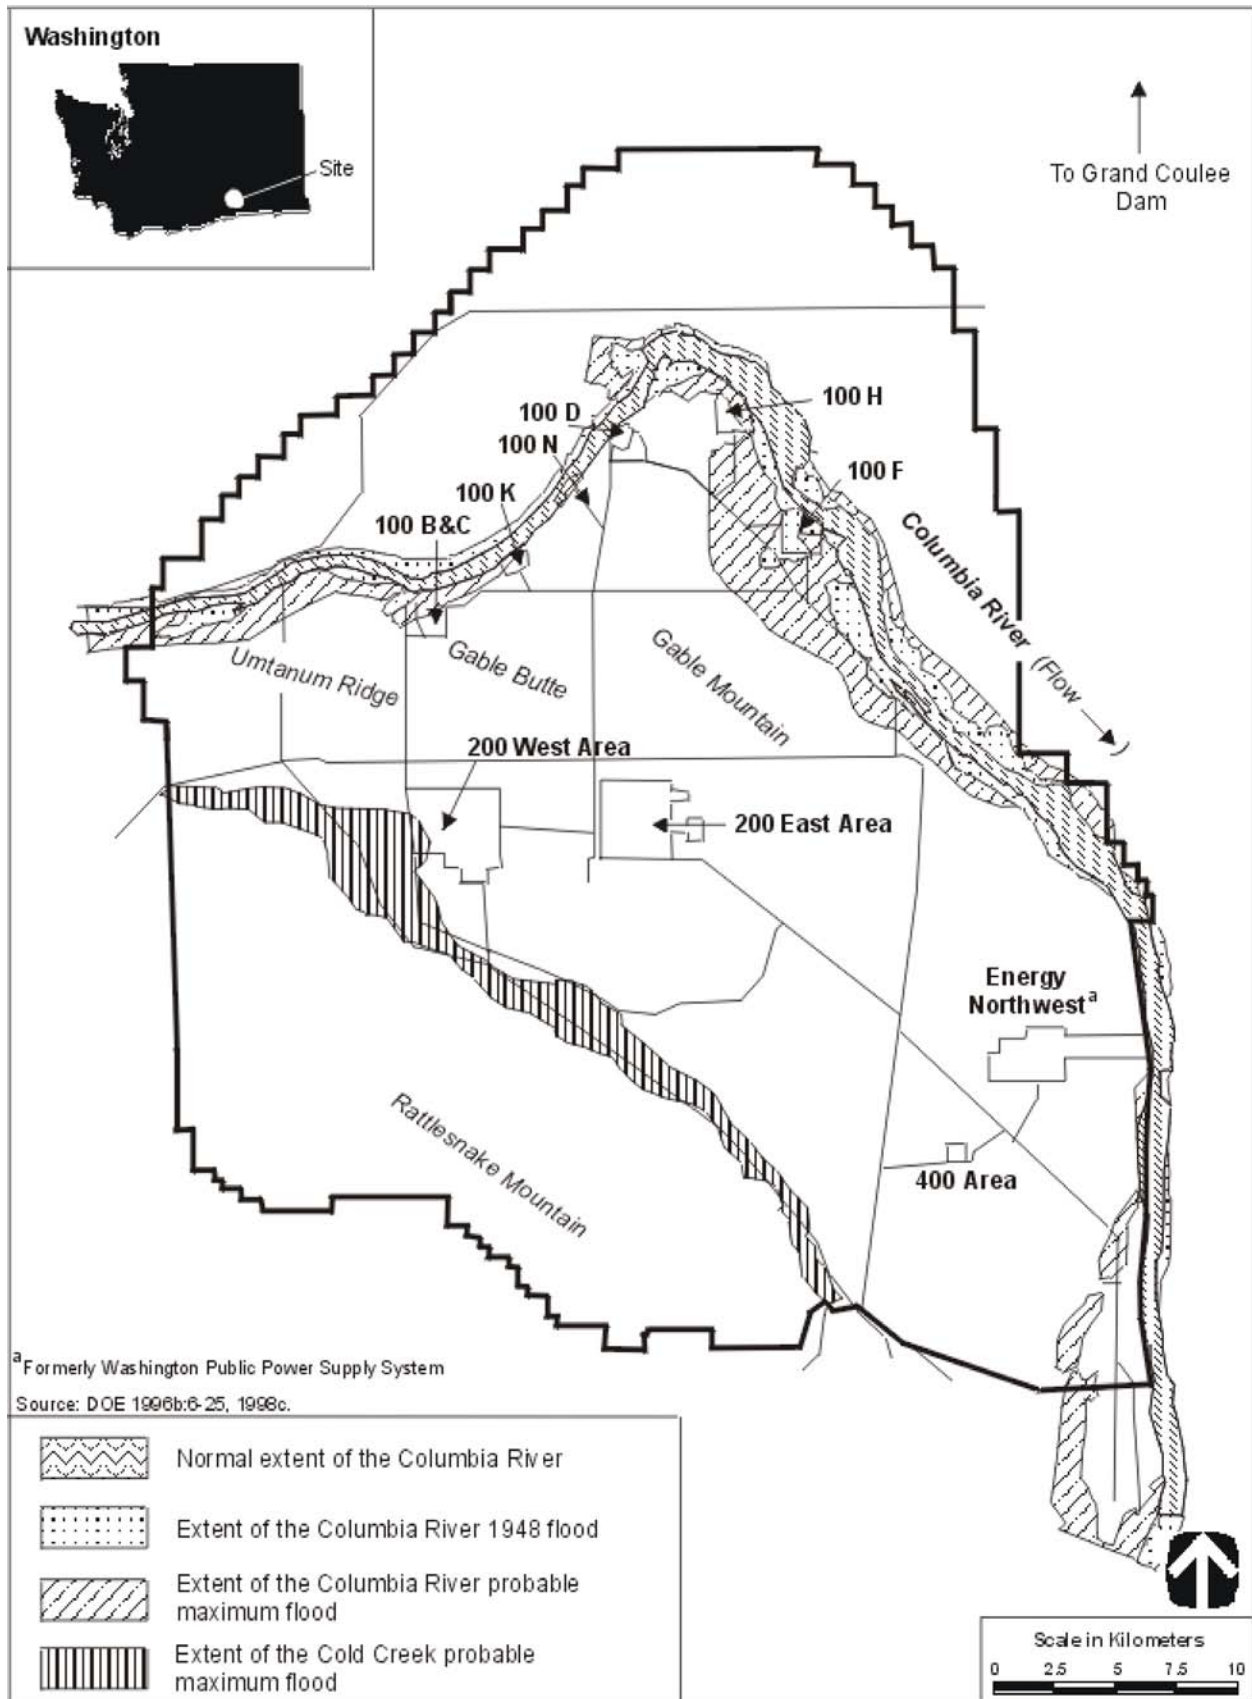 Washington
Site
To Grand Coulee
Dam
100 H
100 D
100 N
100 F
100 K
100 B&C
Columbia River (Flow
)
Umtanum Ridge
Gable Butte
Gable Mountain
200 West Area
200 East Area
Energy
Northwest^a
Rattlesnake Mountain
400 Area
^a Formerly Washington Public Power Supply System
Source: DOE 1996b:6-25, 1998c.
Normal extent of the Columbia River
Extent of the Columbia River 1948 flood
Extent of the Columbia River probable
maximum flood
Extent of the Cold Creek probable
maximum flood
Scale in Kilometers
0 2.5 5 7.5 10